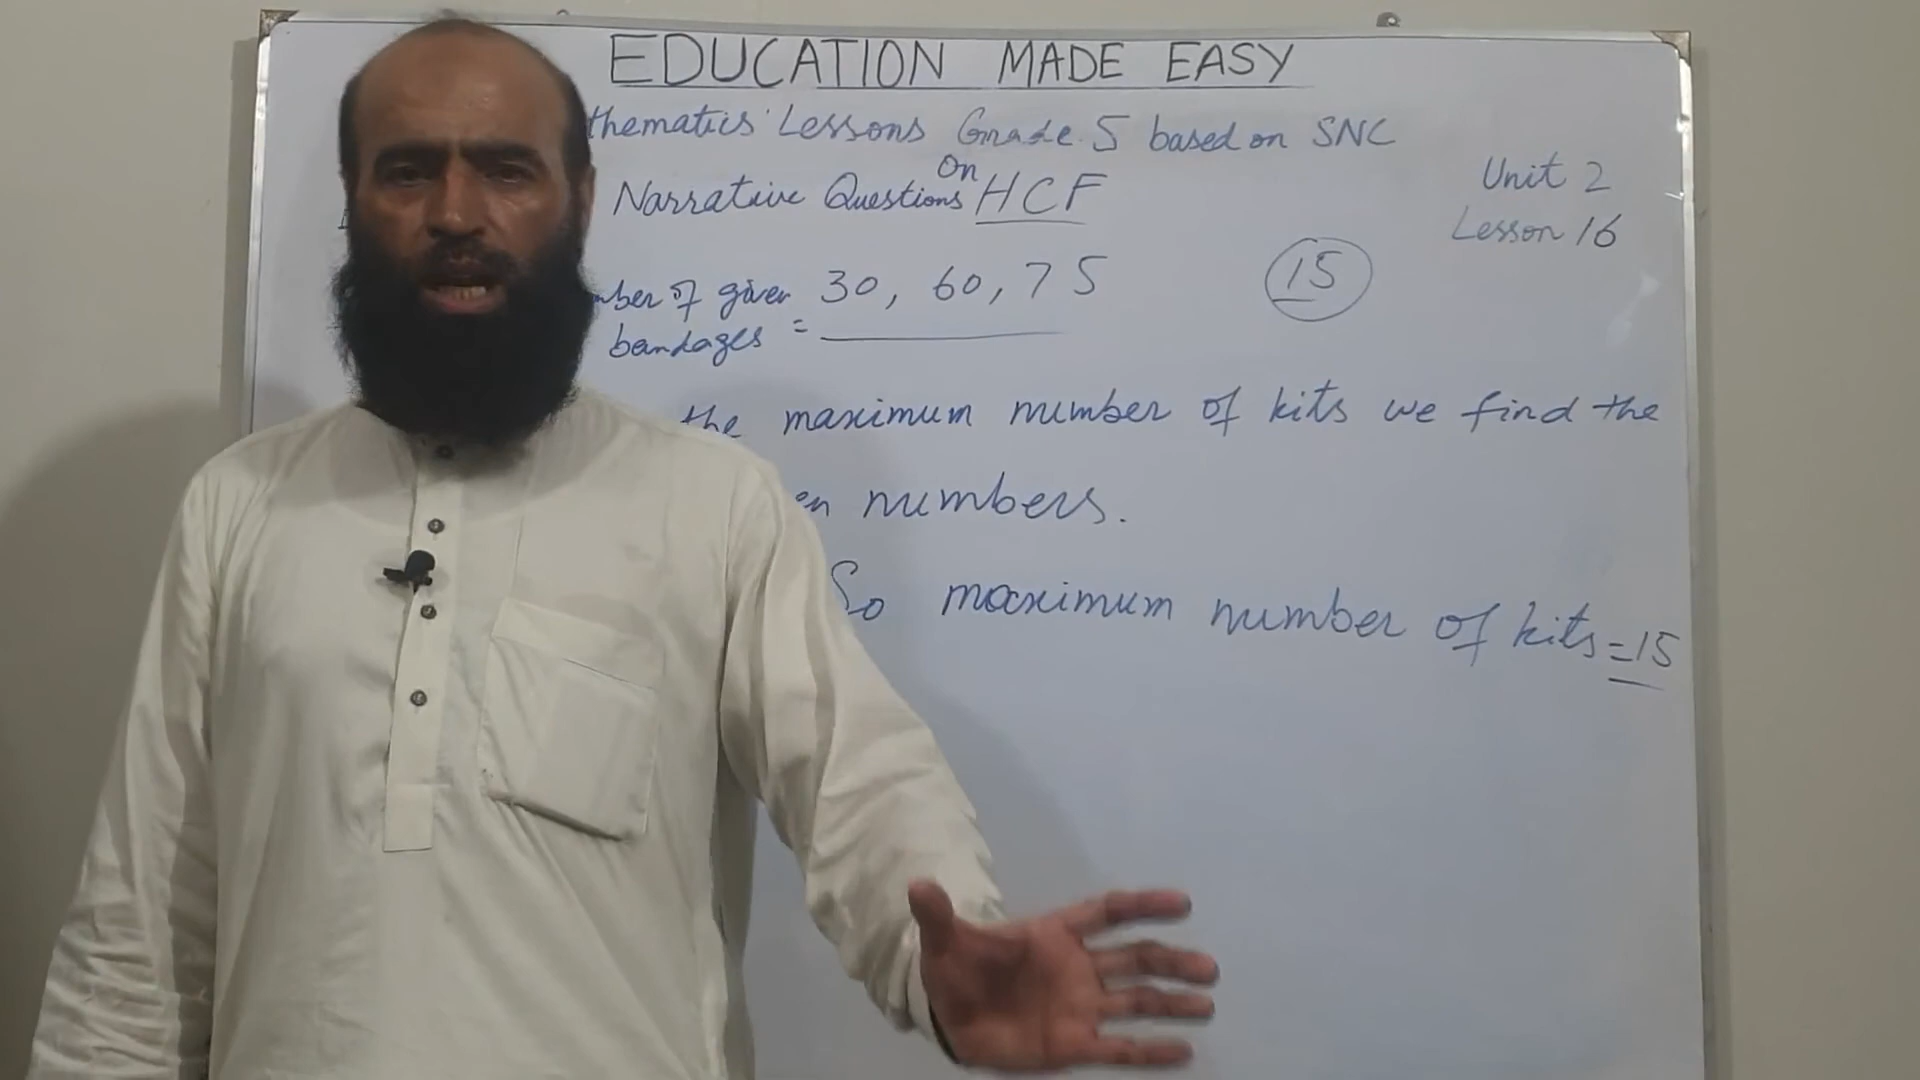 EDUCATION MADE EASY
thematics Lessons Grade 5 based on SNC
Narrative Questions On HCF
Unit 2
Lesson 16
mber of given bandages = 30, 60, 75
15
the maximum number of kits we find the
en numbers.
So maximum number of kits = 15